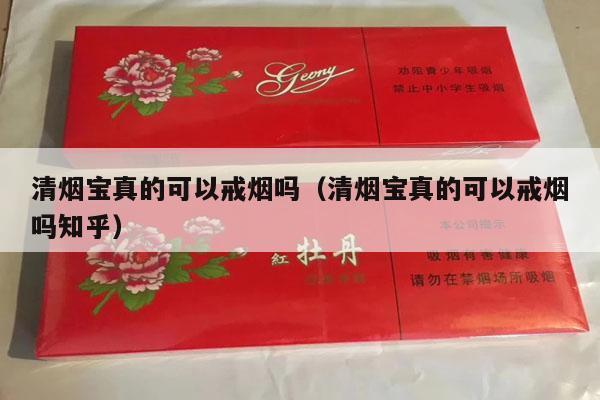 Geony
劝阻青少年吸烟
禁止中小学生吸烟
清烟宝真的可以戒烟吗（清烟宝真的可以戒烟
吗知乎）
本公司提示
紅 牡丹
吸烟有害健康
请勿在禁烟场所吸烟